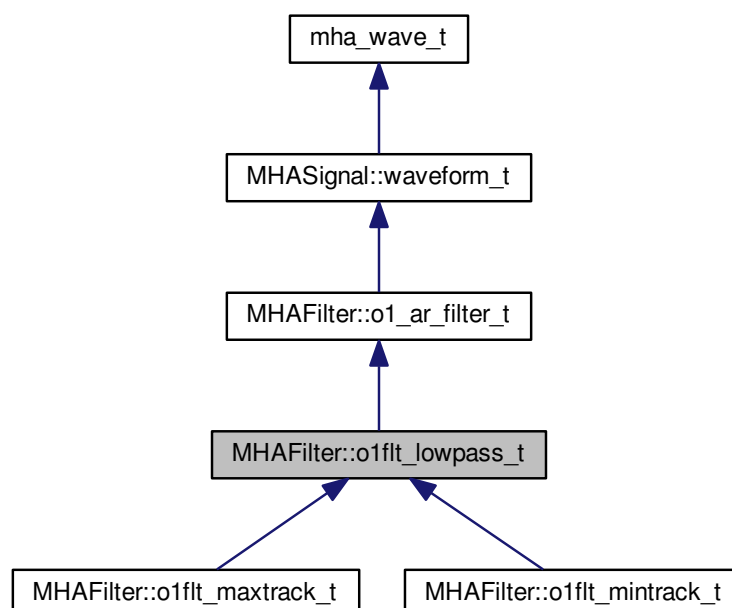 mha_wave_t
MHASignal::waveform_t
MHAFilter::o1_ar_filter_t
MHAFilter::o1flt_lowpass_t
MHAFilter::o1flt_maxtrack_t
MHAFilter::o1flt_mintrack_t